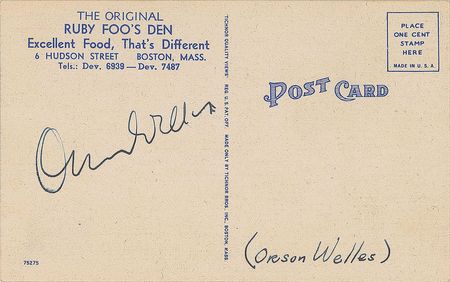 THE ORIGINAL
RUBY FOO'S DEN
Excellent Food, That's Different
6 HUDSON STREET BOSTON, MASS.
Tels.: Dev. 6939—Dev. 7487
Orson Welles
75275
TICHNOR QUALITY VIEWS REG. U. S. PAT. OFF. MADE ONLY BY TICHNOR BROS., INC., BOSTON, MASS.
POST CARD
PLACE
ONE CENT
STAMP
HERE
MADE IN U. S. A.
(Orson Welles)